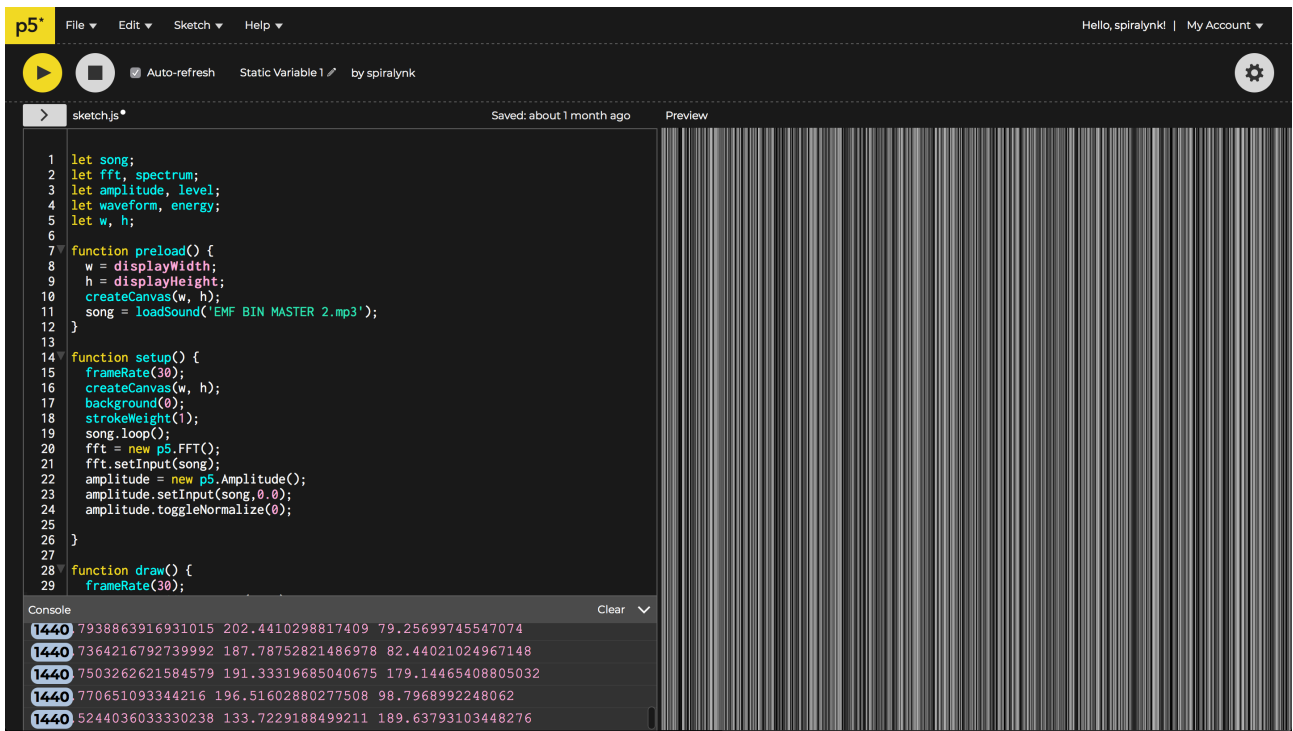 p5*
File ▾ Edit ▾ Sketch ▾ Help ▾ Hello, spiralynk! | My Account ▾
Auto-refresh Static Variable 1 by spiralynk
sketch.js Saved: about 1 month ago Preview
1 let song;
2 let fft, spectrum;
3 let amplitude, level;
4 let waveform, energy;
5 let w, h;
6
7 function preload() {
8 w = displayWidth;
9 h = displayHeight;
10 createCanvas(w, h);
11 song = loadSound('EMF BIN MASTER 2.mp3');
12 }
13
14 function setup() {
15 frameRate(30);
16 createCanvas(w, h);
17 background(0);
18 strokeWeight(1);
19 song.loop();
20 fft = new p5.FFT();
21 fft.setInput(song);
22 amplitude = new p5.Amplitude();
23 amplitude.setInput(song,0.0);
24 amplitude.toggleNormalize(0);
25
26 }
27
28 function draw() {
29 frameRate(30);
Console Clear
1440 7938863916931015 202.4410298817409 79.25699745547074
1440 7364216792739992 187.78752821486978 82.44021024967148
1440 7503262621584579 191.33319685040675 179.14465408805032
1440 770651093344216 196.51602880277508 98.7968992248062
1440 5244036033330238 133.7229188499211 189.63793103448276